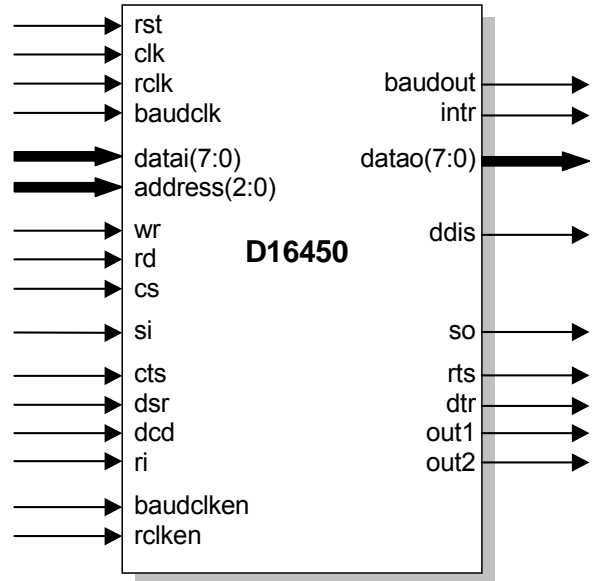 rst
clk
rclk
baudout
baudclk
intr
datai(7:0)
datao(7:0)
address(2:0)
wr
ddis
rd
D16450
cs
si
so
cts
rts
dsr
dtr
dcd
out1
ri
out2
baudclken
rclken